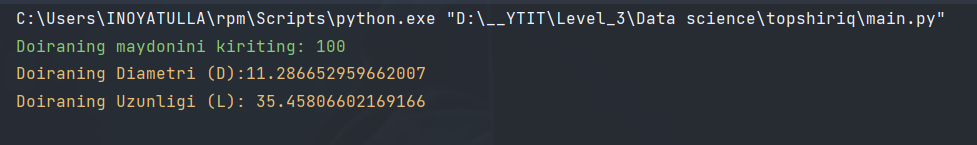 C:\Users\INOYATULLA\rpm\Scripts\python.exe "D:\__YTIT\Level_3\Data science\topshiriq\main.py"
Doiraning maydonini kiriting: 100
Doiraning Diametri (D):11.286652959662007
Doiraning Uzunligi (L): 35.45806602169166